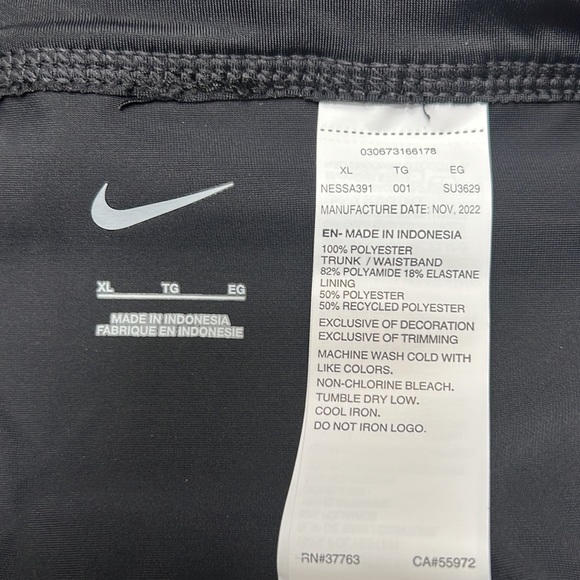 XL TG EG
MADE IN INDONESIA
FABRIQUE EN INDONESIE
030673166178
XL TG EG
NESSA391 001 SU3629
MANUFACTURE DATE: NOV, 2022
EN- MADE IN INDONESIA
100% POLYESTER
TRUNK / WAISTBAND
82% POLYAMIDE 18% ELASTANE
LINING
50% POLYESTER
50% RECYCLED POLYESTER
EXCLUSIVE OF DECORATION
EXCLUSIVE OF TRIMMING
MACHINE WASH COLD WITH
LIKE COLORS.
NON-CHLORINE BLEACH.
TUMBLE DRY LOW.
COOL IRON.
DO NOT IRON LOGO.
RN#37763 CA#55972